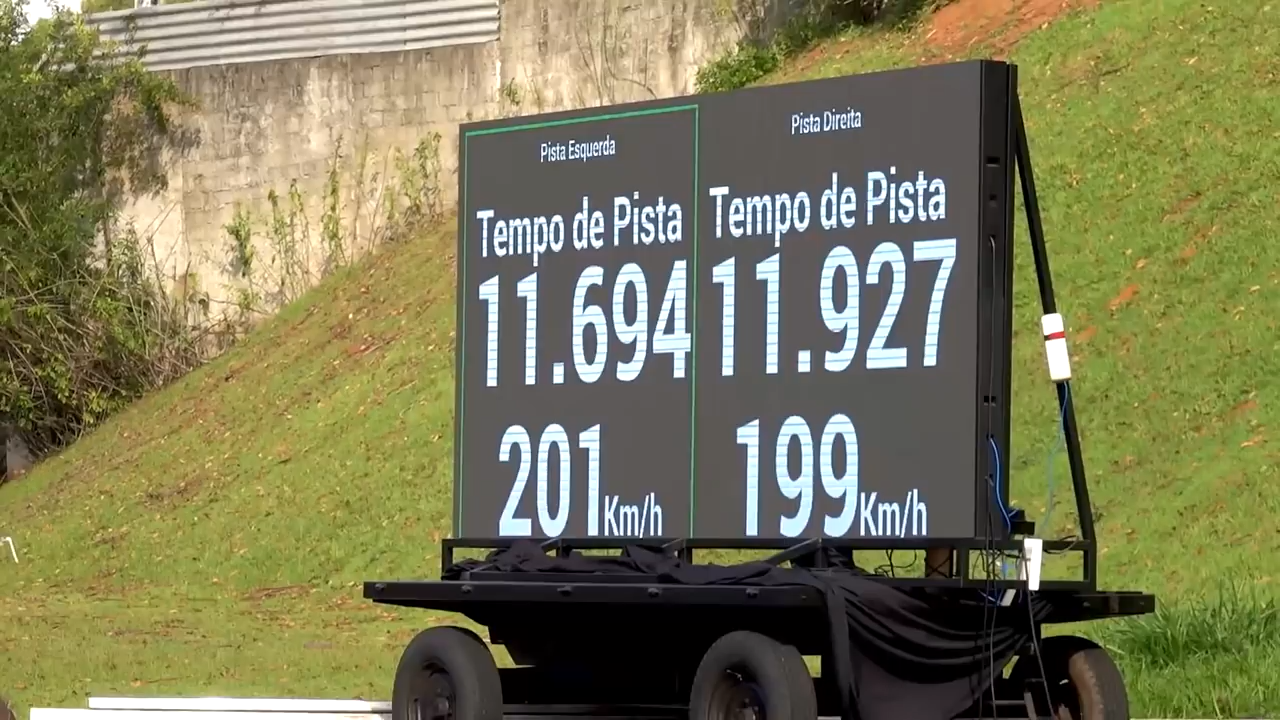 Pista Esquerda
Tempo de Pista
11.694
201 Km/h
Pista Direita
Tempo de Pista
11.927
199 Km/h